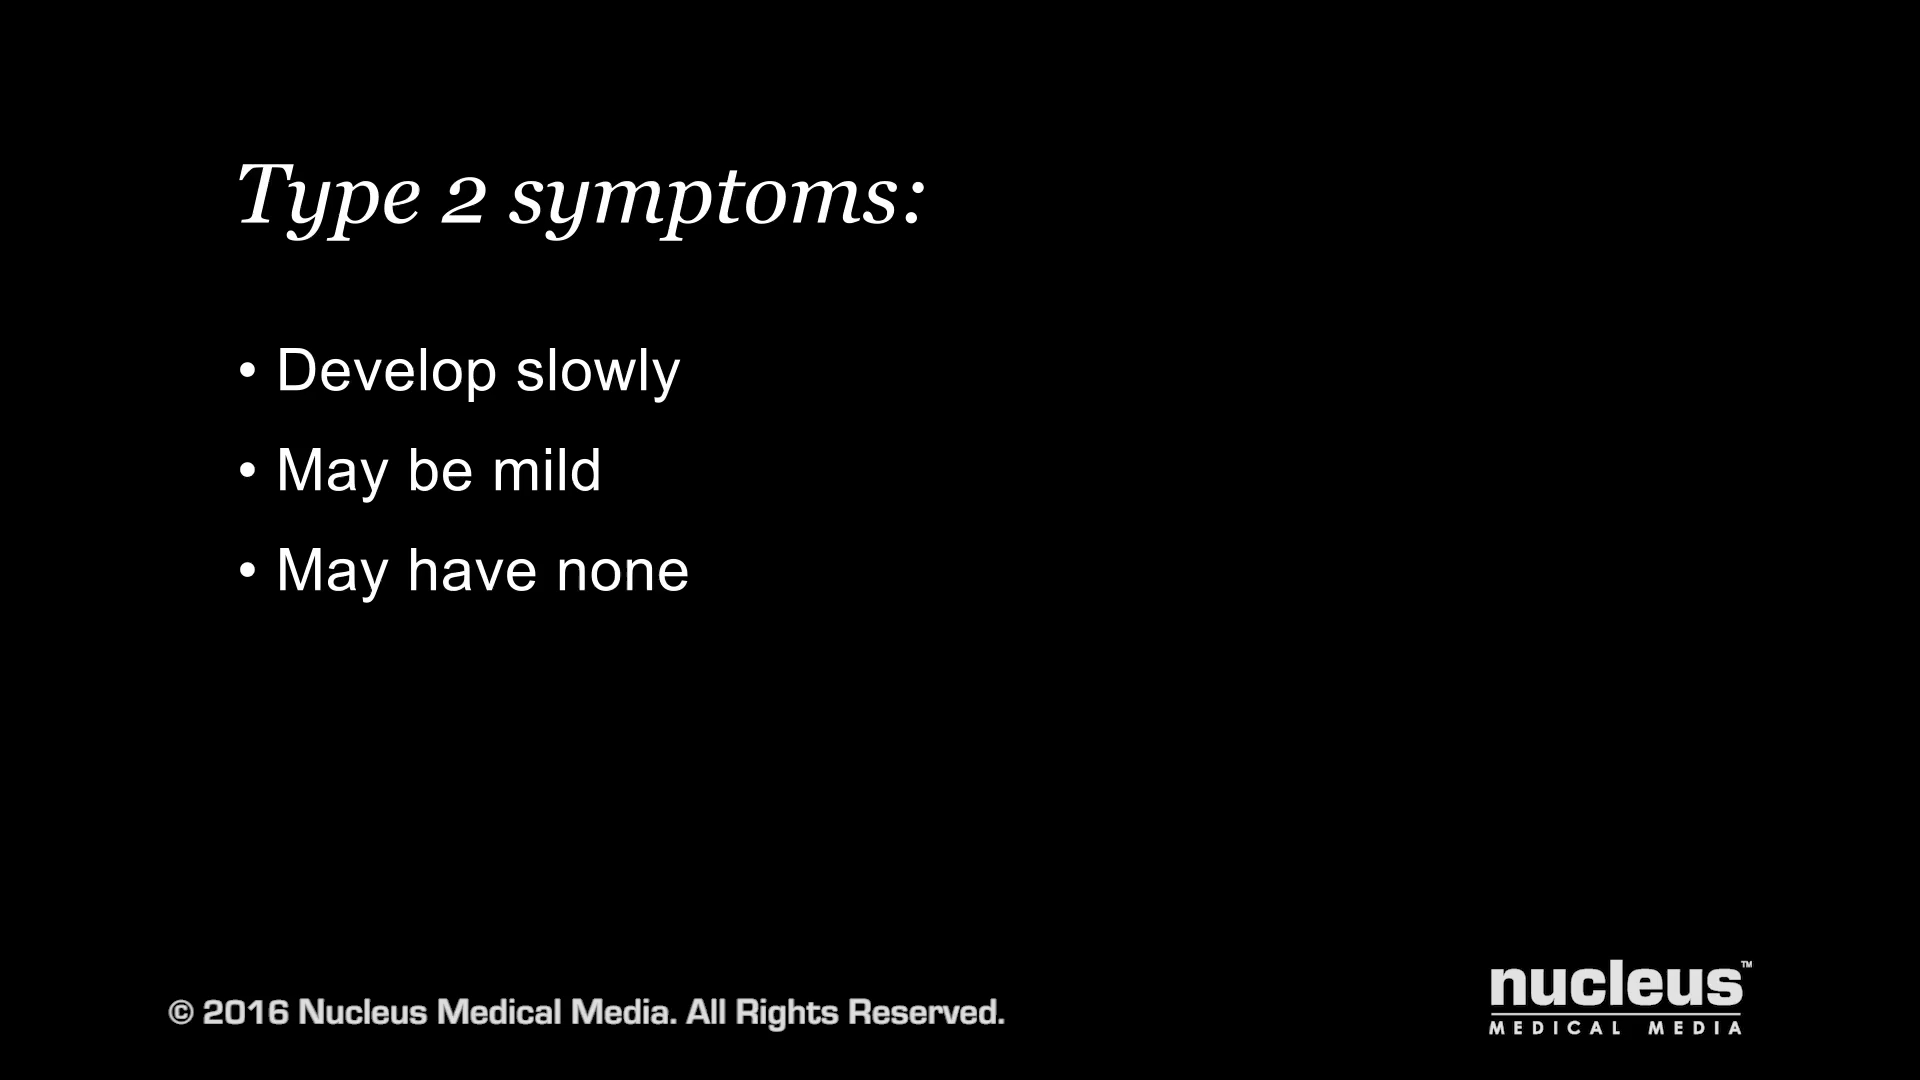 Type 2 symptoms:
• Develop slowly
• May be mild
• May have none
© 2016 Nucleus Medical Media. All Rights Reserved.
nucleus™
MEDICAL MEDIA